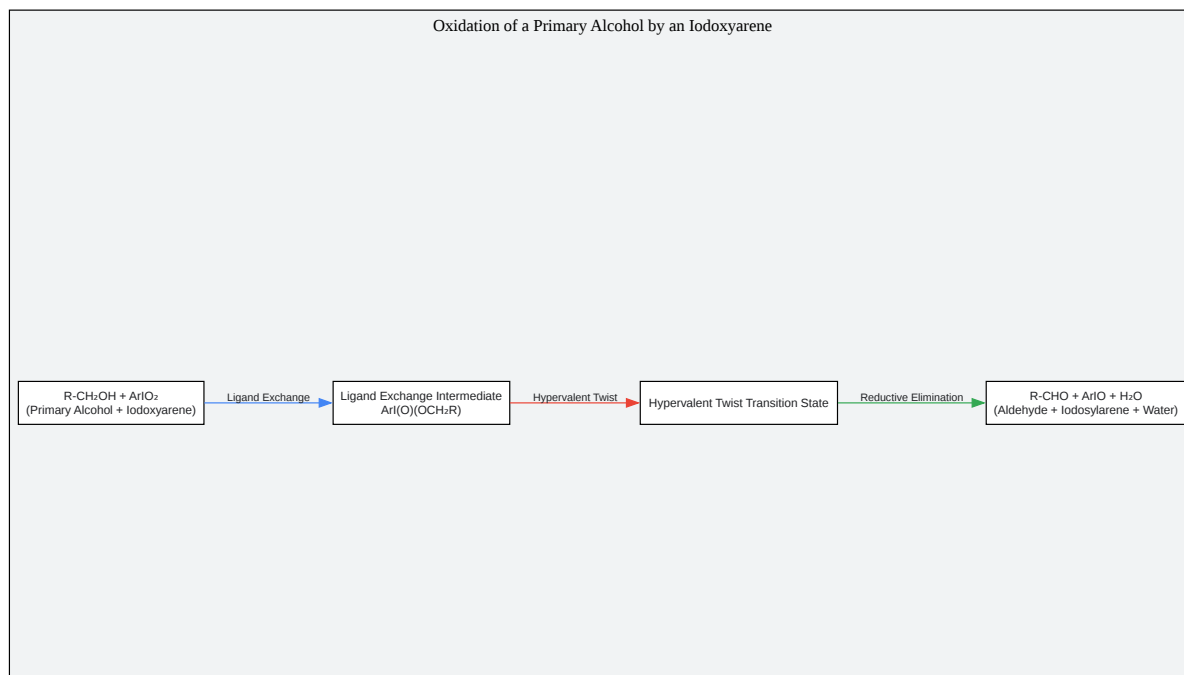 Oxidation of a Primary Alcohol by an Iodoxyarene
R-CH₂OH + ArIO₂
(Primary Alcohol + Iodoxyarene)
Ligand Exchange
Ligand Exchange Intermediate
ArI(O)(OCH₂R)
Hypervalent Twist
Hypervalent Twist Transition State
Reductive Elimination
R-CHO + ArIO + H₂O
(Aldehyde + Iodosylarene + Water)